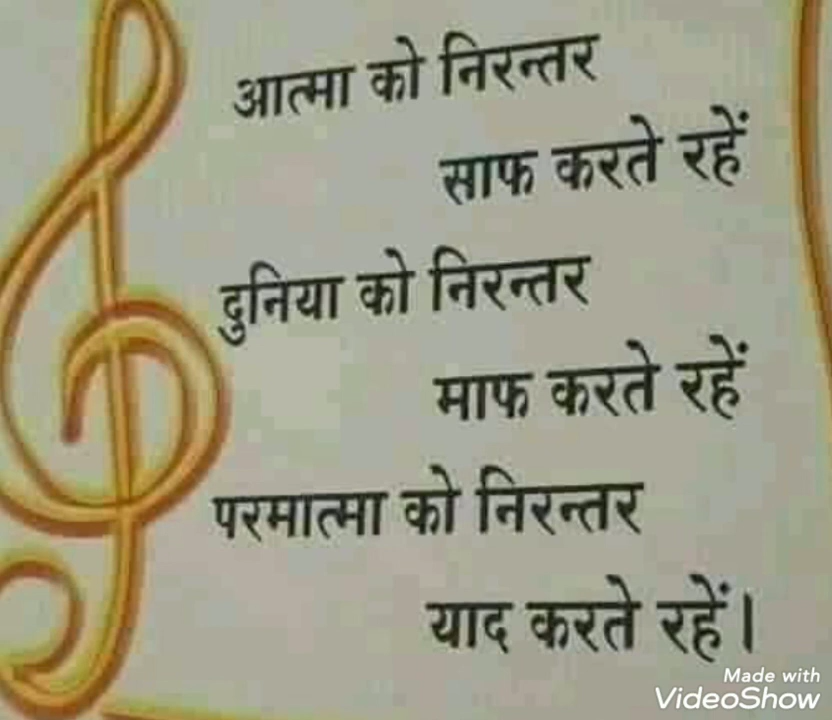 आत्मा को निरन्तर
साफ करते रहें
दुनिया को निरन्तर
माफ करते रहें
परमात्मा को निरन्तर
याद करते रहें।
Made with
VideoShow